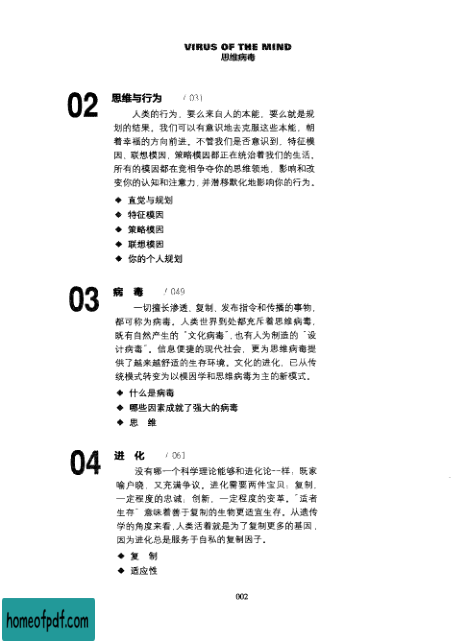 VIRUS OF THE MIND
思维病毒
02 思维与行为 / 031
人类的行为，要么来自人的本能，要么就是规
划的结果。我们可以有意识地去克服这些本能，朝
着幸福的方向前进。不管我们是否意识到，特征模
因、联想模因、策略模因都正在统治着我们的生活。
所有的模因都在竞相争夺你的思维领地，影响和改
变你的认知和注意力，并潜移默化地影响你的行为。
◆ 直觉与规划
◆ 特征模因
◆ 策略模因
◆ 联想模因
◆ 你的个人规划
03 病 毒 / 049
一切擅长渗透、复制、发布指令和传播的事物，
都可称为病毒。人类世界到处都充斥着思维病毒，
既有自然产生的“文化病毒”，也有人为制造的“设
计病毒”。信息便捷的现代社会，更为思维病毒提
供了越来越舒适的生存环境。文化的进化，已从传
统模式转变为以模因学和思维病毒为主的新模式。
◆ 什么是病毒
◆ 哪些因素成就了强大的病毒
◆ 思 维
04 进 化 / 061
没有哪一个科学理论能够和进化论一样，既家
喻户晓，又充满争议。进化需要两件宝贝：复制，
一定程度的忠诚；创新，一定程度的变革。“适者
生存”意味着善于复制的生物更适宜生存。从遗传
学的角度来看，人类活着就是为了复制更多的基因，
因为进化总是服务于自私的复制因子。
◆ 复 制
◆ 适应性
002
homeofpdf.com